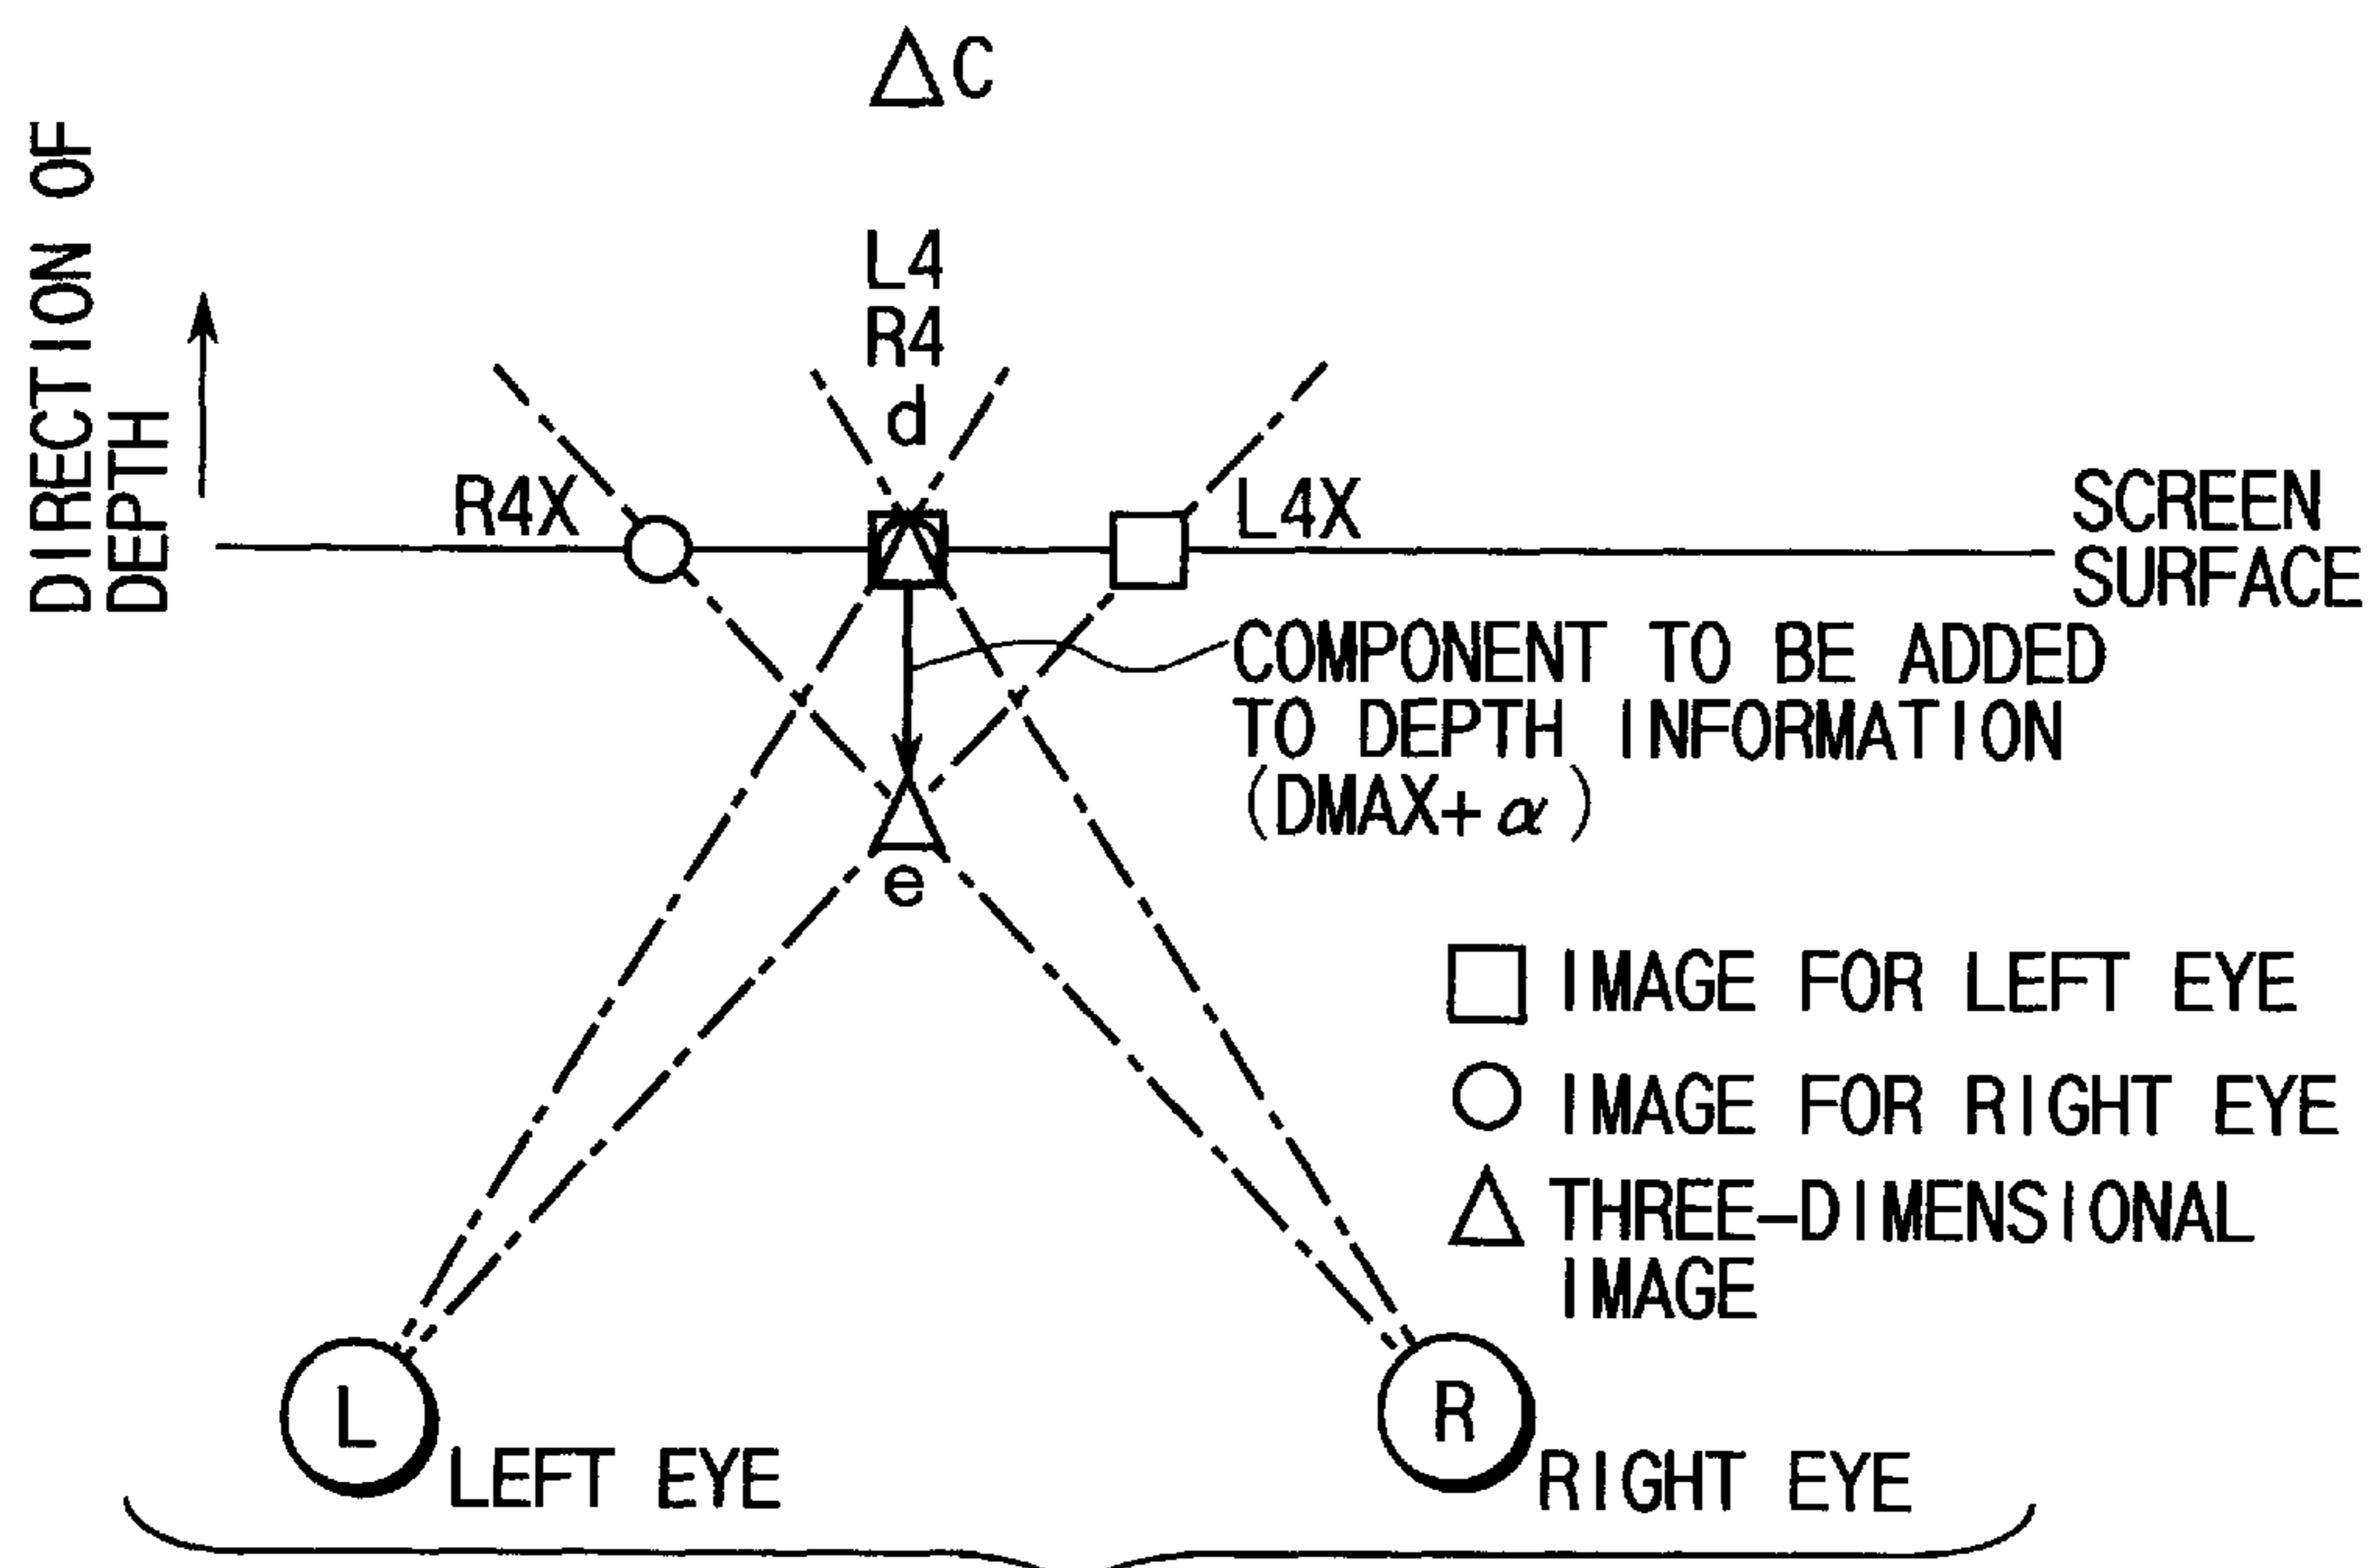 C
DIRECTION OF
DEPTH
L4
R4
d
R4X
L4X
SCREEN
SURFACE
COMPONENT TO BE ADDED
TO DEPTH INFORMATION
(DMAX+α)
e
IMAGE FOR LEFT EYE
IMAGE FOR RIGHT EYE
THREE-DIMENSIONAL
IMAGE
L
LEFT EYE
R
RIGHT EYE